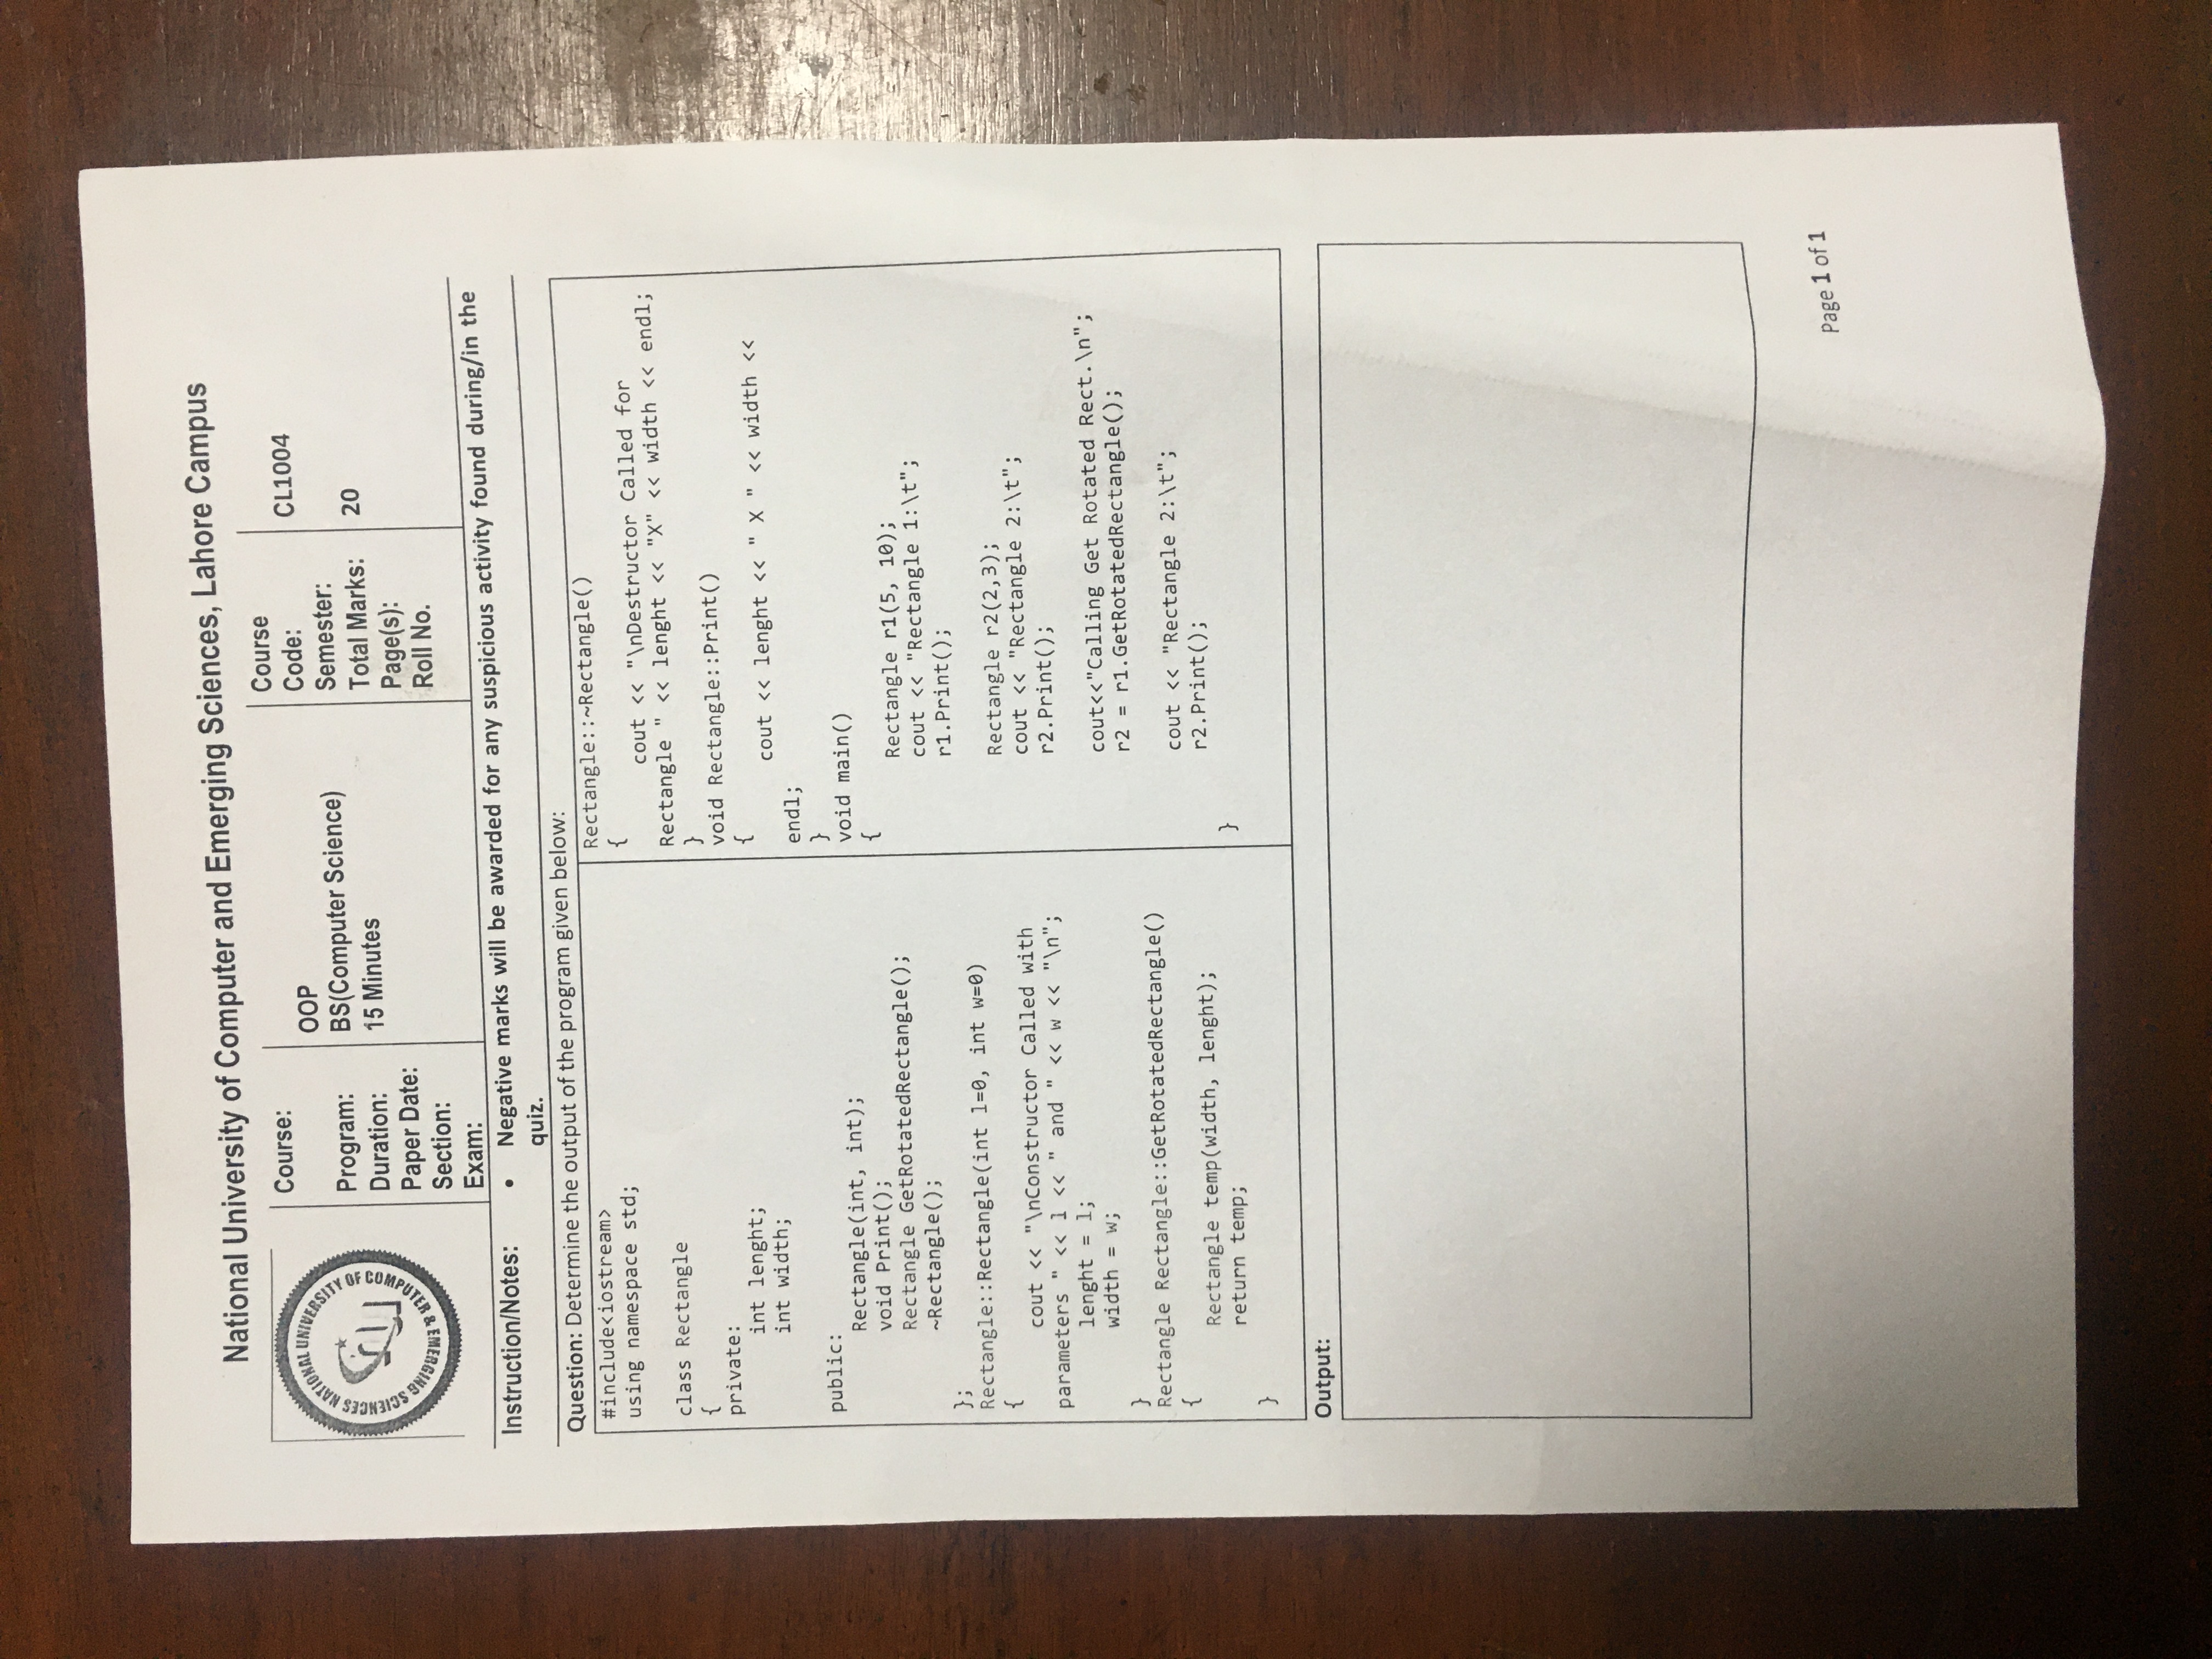 National University of Computer and Emerging Sciences, Lahore Campus
NATIONAL UNIVERSITY OF COMPUTER & EMERGING SCIENCES
nu
Course:
OOP
Program:
BS(Computer Science)
Duration:
15 Minutes
Paper Date:
Section:
Exam:
Course
Code:
CL1004
Semester:
Total Marks:
20
Page(s):
Roll No.
Instruction/Notes:
• Negative marks will be awarded for any suspicious activity found during/in the
quiz.
Question: Determine the output of the program given below:
#include<iostream>
using namespace std;
class Rectangle
{
private:
int lenght;
int width;
public:
Rectangle(int, int);
void Print();
Rectangle GetRotatedRectangle();
~Rectangle();
};
Rectangle::Rectangle(int l=0, int w=0)
{
cout << "\nConstructor Called with
parameters " << l << " and " << w << "\n";
lenght = l;
width = w;
}
Rectangle Rectangle::GetRotatedRectangle()
{
Rectangle temp(width, lenght);
return temp;
}
Rectangle::~Rectangle()
{
cout << "\nDestructor Called for
Rectangle " << lenght << "X" << width << endl;
}
void Rectangle::Print()
{
cout << lenght << " X " << width <<
endl;
}
void main()
{
Rectangle r1(5, 10);
cout << "Rectangle 1:\t";
r1.Print();
Rectangle r2(2,3);
cout << "Rectangle 2:\t";
r2.Print();
cout<<"Calling Get Rotated Rect.\n";
r2 = r1.GetRotatedRectangle();
cout << "Rectangle 2:\t";
r2.Print();
}
Output:
Page 1 of 1